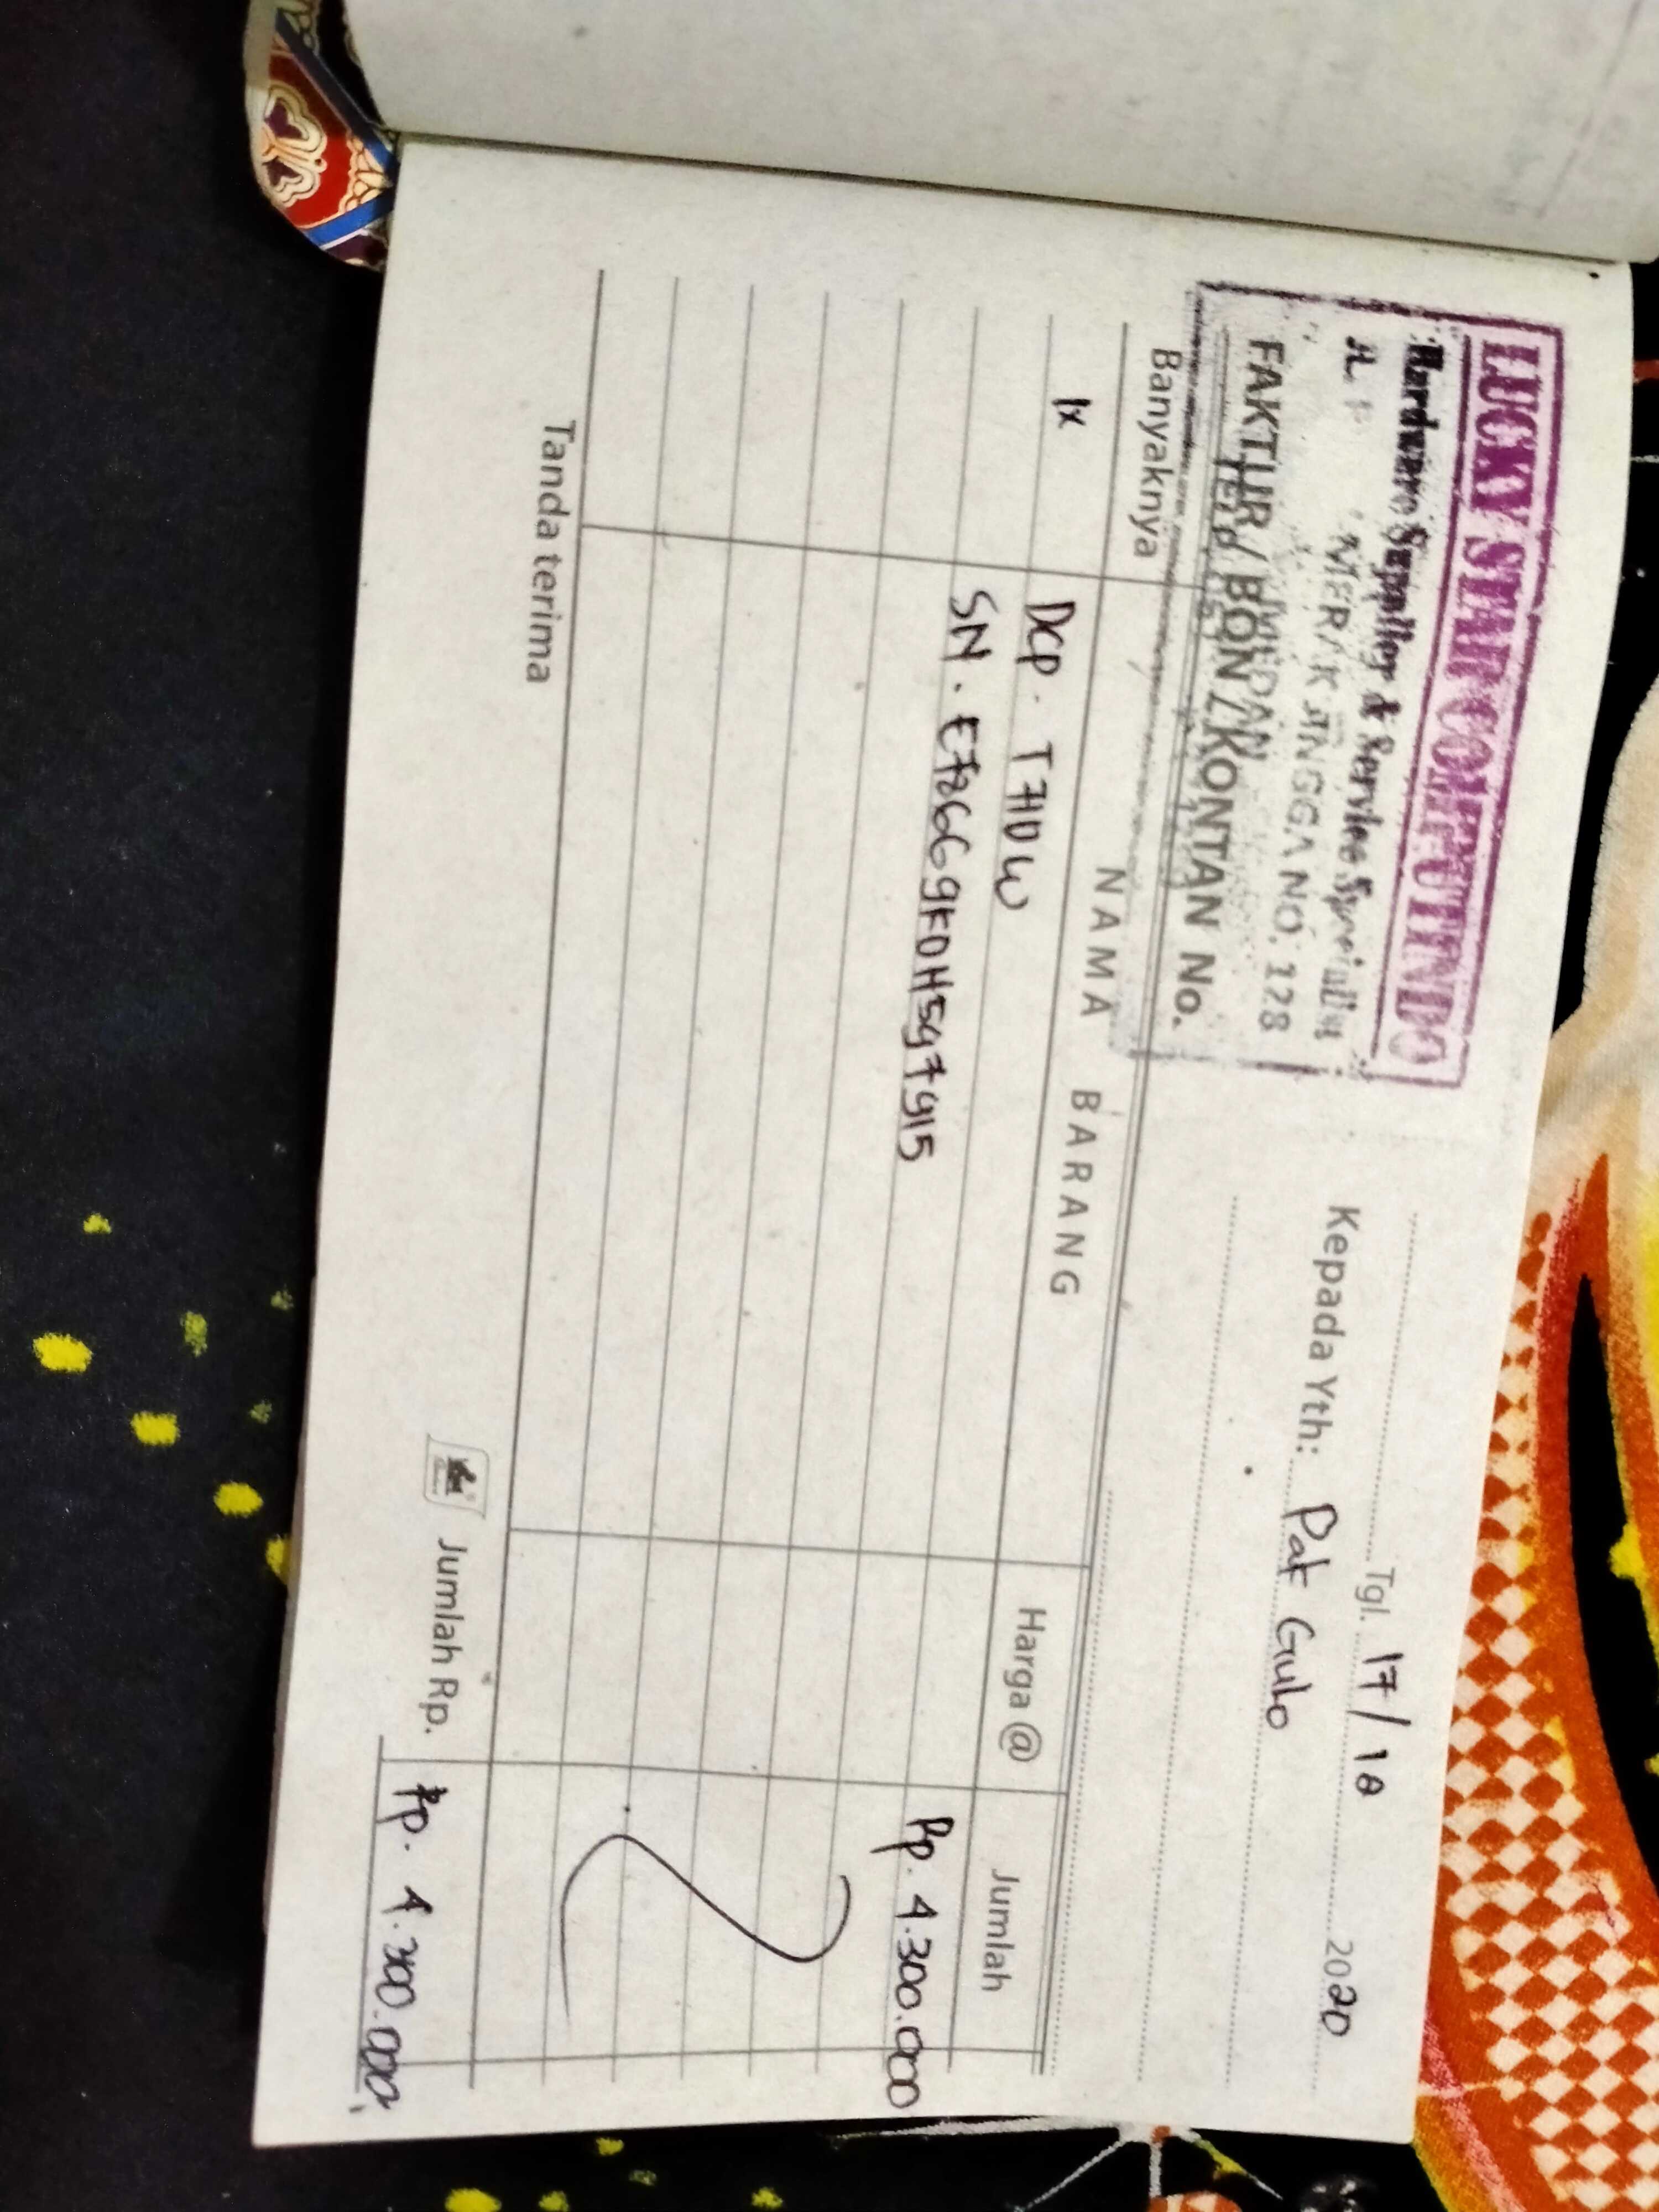 LUCKY STAR COMPUTINDO
Hardware Supplier & Service Specialist
JL. MERAK JINGGA NO. 128
MEDAN
FAKTUR / BON / KONTAN No.
Tgl. 17/10 2020
Kepada Yth: Pak Gulo
Banyaknya NAMA BARANG Harga @ Jumlah
1x DCP. T710W Rp. 4.300.000
SN. E78669F0H597915
Tanda terima Jumlah Rp. Rp. 4.300.000,